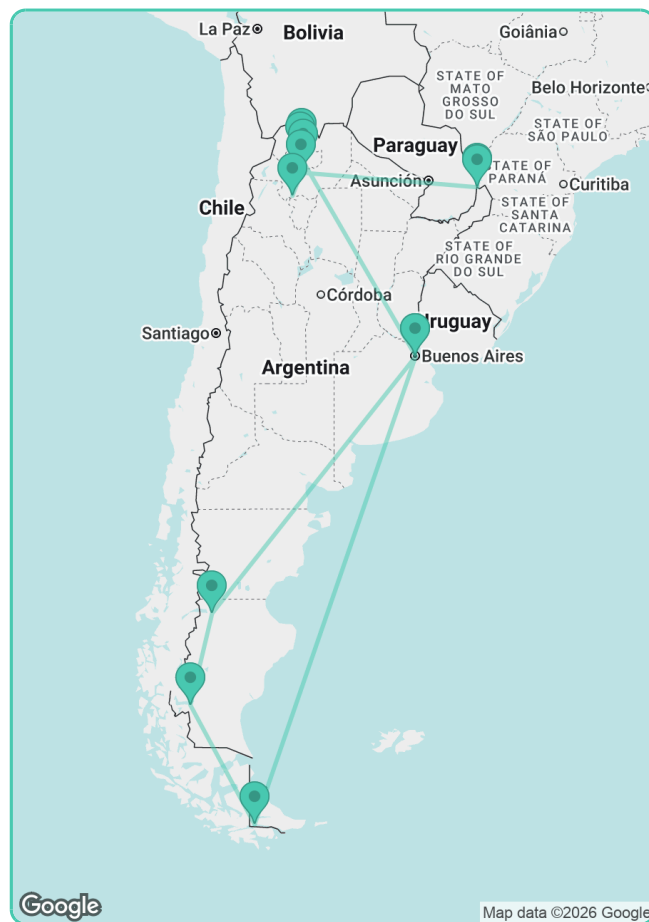 La Paz
Bolivia
Goiânia
STATE OF
MATO
GROSSO
DO SUL
Belo Horizonte
STATE OF
SÃO PAULO
Paraguay
STATE OF
PARANÁ
Asunción
Curitiba
STATE OF
SANTA
CATARINA
Chile
STATE OF
RIO GRANDE
DO SUL
Córdoba
Uruguay
Santiago
Buenos Aires
Argentina
Google
Map data ©2026 Google